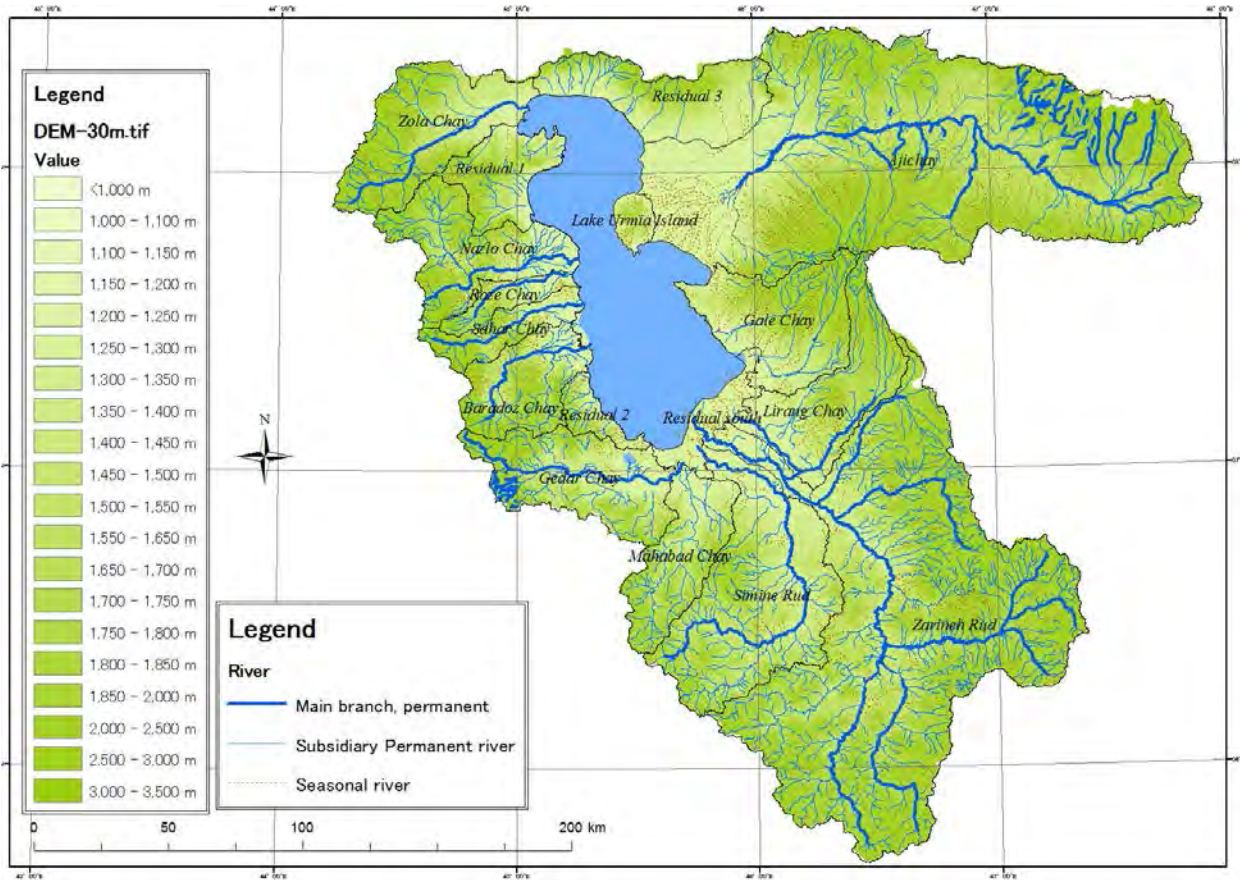 Legend
DEM-30m.tif
Value
<1.000 m
1.000 - 1,100 m
1,100 - 1,150 m
1,150 - 1,200 m
1,200 - 1,250 m
1,250 - 1,300 m
1,300 - 1,350 m
1,350 - 1,400 m
1,400 - 1,450 m
1,450 - 1,500 m
1,500 - 1,550 m
1,550 - 1,650 m
1,650 - 1,700 m
1,700 - 1,750 m
1,750 - 1,800 m
1,800 - 1,850 m
1,850 - 2,000 m
2,000 - 2,500 m
2,500 - 3,000 m
3,000 - 3,500 m
Residual 3
Zola Chay
Ajichay
Residual 1
Lake Urmia Island
Nazlo Chay
Roze Chay
Gale Chay
Sahar Chay
Baradoz Chay
Residual 2
Residual south
Lirang Chay
N
Gedar Chay
Mahabad Chay
Simine Rud
Zarineh Rud
Legend
River
Main branch, permanent
Subsidiary Permanent river
Seasonal river
0 50 100 200 km